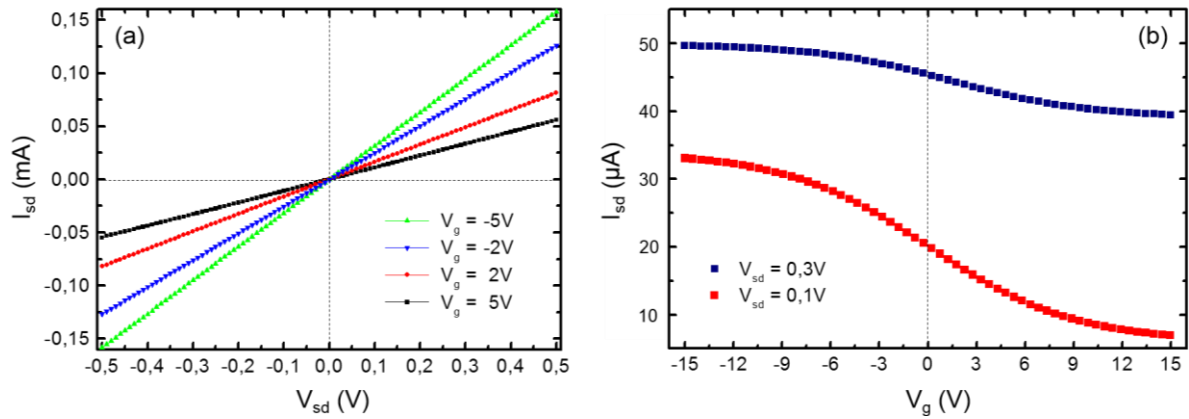 (a)
0,15
0,10
0,05
0,00
-0,05
-0,10
-0,15
I_sd (mA)
V_g = -5V
V_g = -2V
V_g = 2V
V_g = 5V
-0,5 -0,4 -0,3 -0,2 -0,1 0,0 0,1 0,2 0,3 0,4 0,5
V_sd (V)
(b)
50
40
30
20
10
I_sd (µA)
V_sd = 0,3V
V_sd = 0,1V
-15 -12 -9 -6 -3 0 3 6 9 12 15
V_g (V)